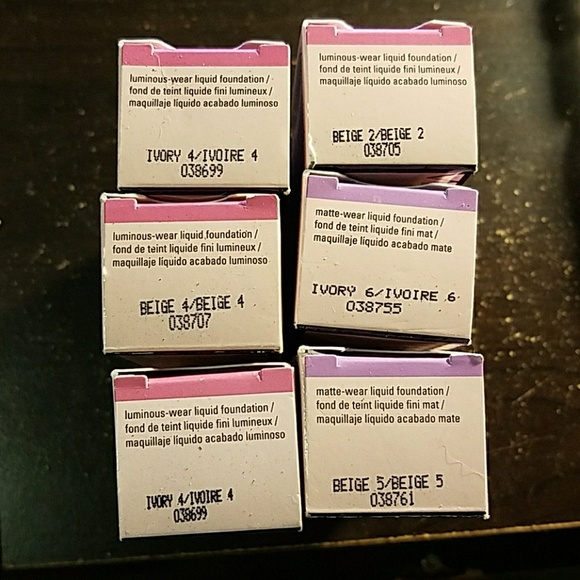 luminous-wear liquid foundation /
fond de teint liquide fini lumineux /
maquillaje líquido acabado luminoso
IVORY 4/IVOIRE 4
038699
luminous-wear liquid foundation /
fond de teint liquide fini lumineux /
maquillaje líquido acabado luminoso
BEIGE 2/BEIGE 2
038705
luminous-wear liquid foundation /
fond de teint liquide fini lumineux /
maquillaje líquido acabado luminoso
BEIGE 4/BEIGE 4
038707
matte-wear liquid foundation /
fond de teint liquide fini mat /
maquillaje líquido acabado mate
IVORY 6/IVOIRE 6
038755
luminous-wear liquid foundation /
fond de teint liquide fini lumineux /
maquillaje líquido acabado luminoso
IVORY 4/IVOIRE 4
038699
matte-wear liquid foundation /
fond de teint liquide fini mat /
maquillaje líquido acabado mate
BEIGE 5/BEIGE 5
038761